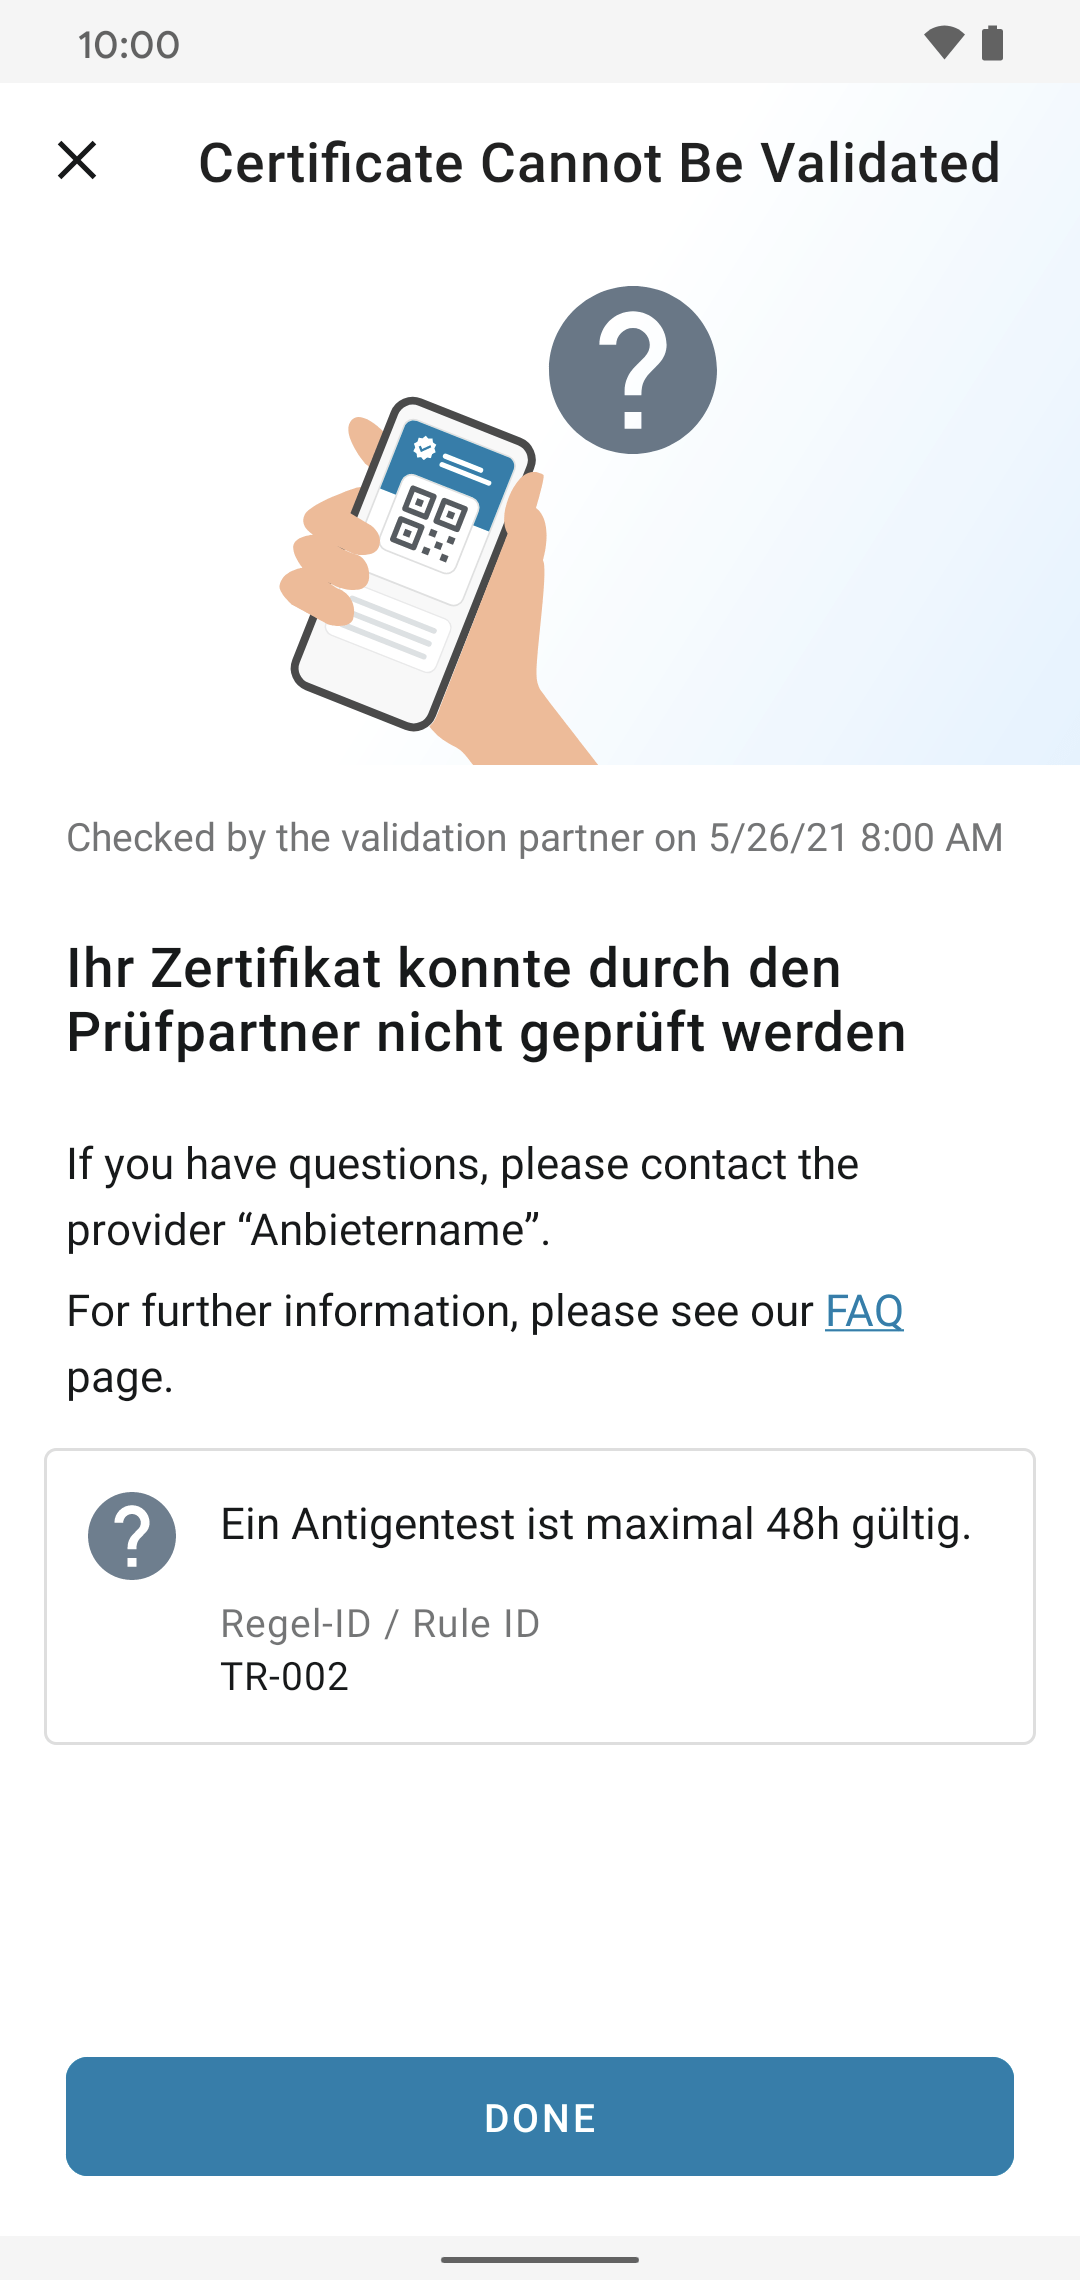 10:00
Certificate Cannot Be Validated
?
Checked by the validation partner on 5/26/21 8:00 AM
Ihr Zertifikat konnte durch den
Prüfpartner nicht geprüft werden
If you have questions, please contact the
provider “Anbietername”.
For further information, please see our FAQ
page.
?
Ein Antigentest ist maximal 48h gültig.
Regel-ID / Rule ID
TR-002
DONE